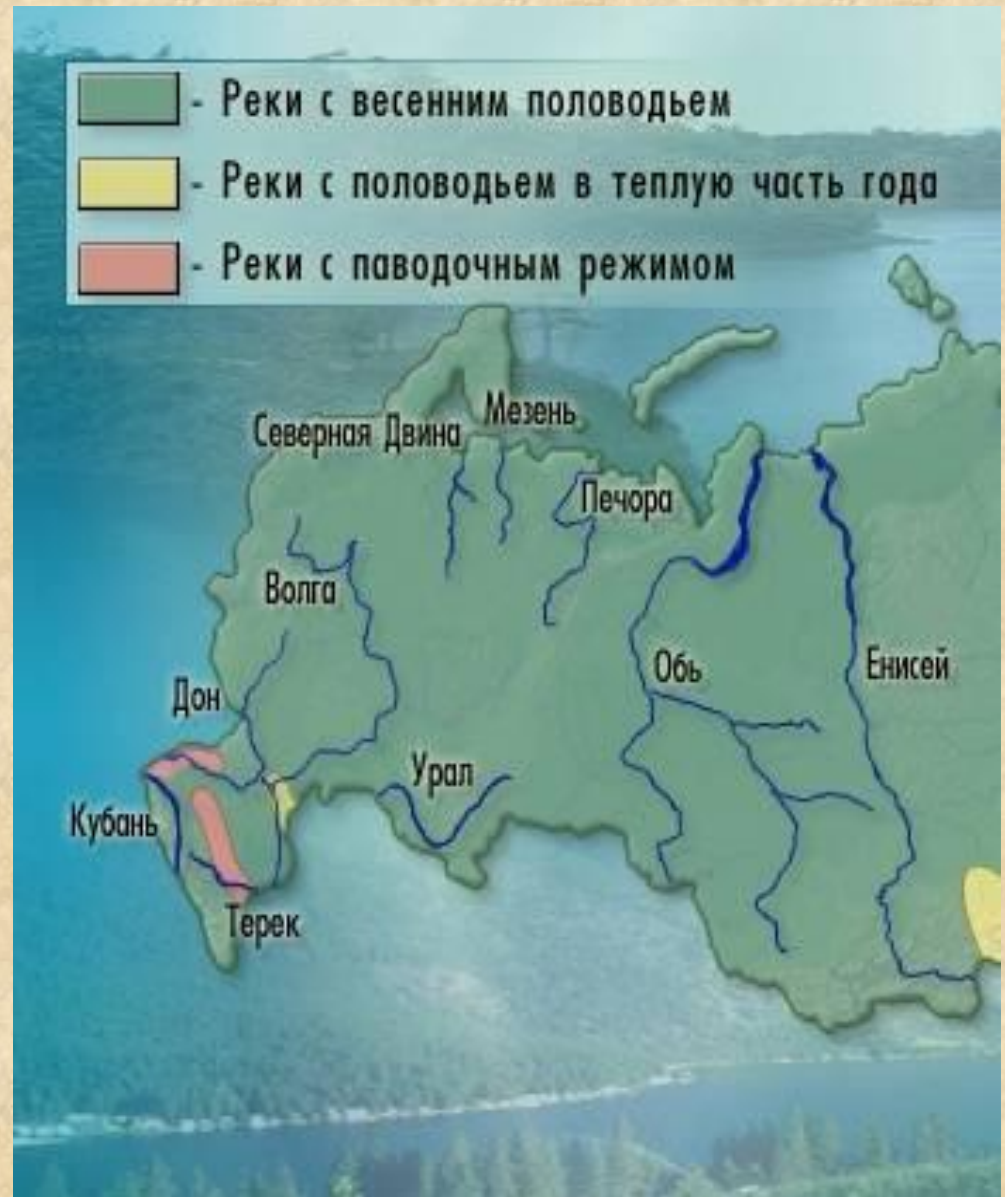 - Реки с весенним половодьем
- Реки с половодьем в теплую часть года
- Реки с паводочным режимом
Мезень
Северная Двина
Печора
Волга
Обь
Енисей
Дон
Урал
Кубань
Терек